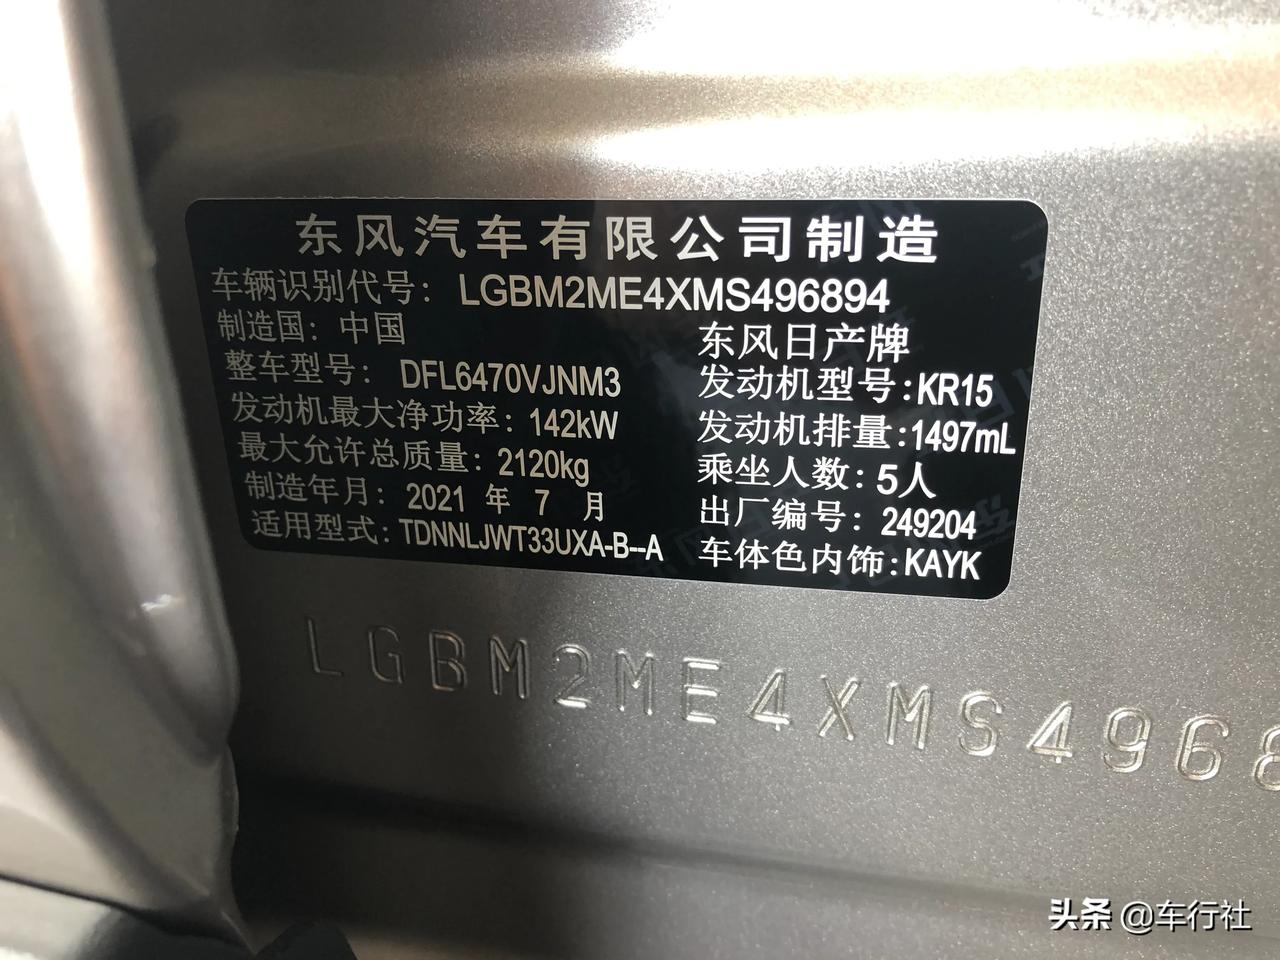 东风汽车有限公司制造
车辆识别代号: LGBM2ME4XMS496894
制造国: 中国
东风日产牌
整车型号: DFL6470VJNM3
发动机型号:KR15
发动机最大净功率: 142kW
发动机排量:1497mL
最大允许总质量: 2120kg
乘坐人数: 5人
制造年月: 2021 年 7 月
出厂编号: 249204
适用型式: TDNNLJWT33UXA-B--A
车体色内饰:KAYK
LGBM2ME4XMS4968
头条 @车行社